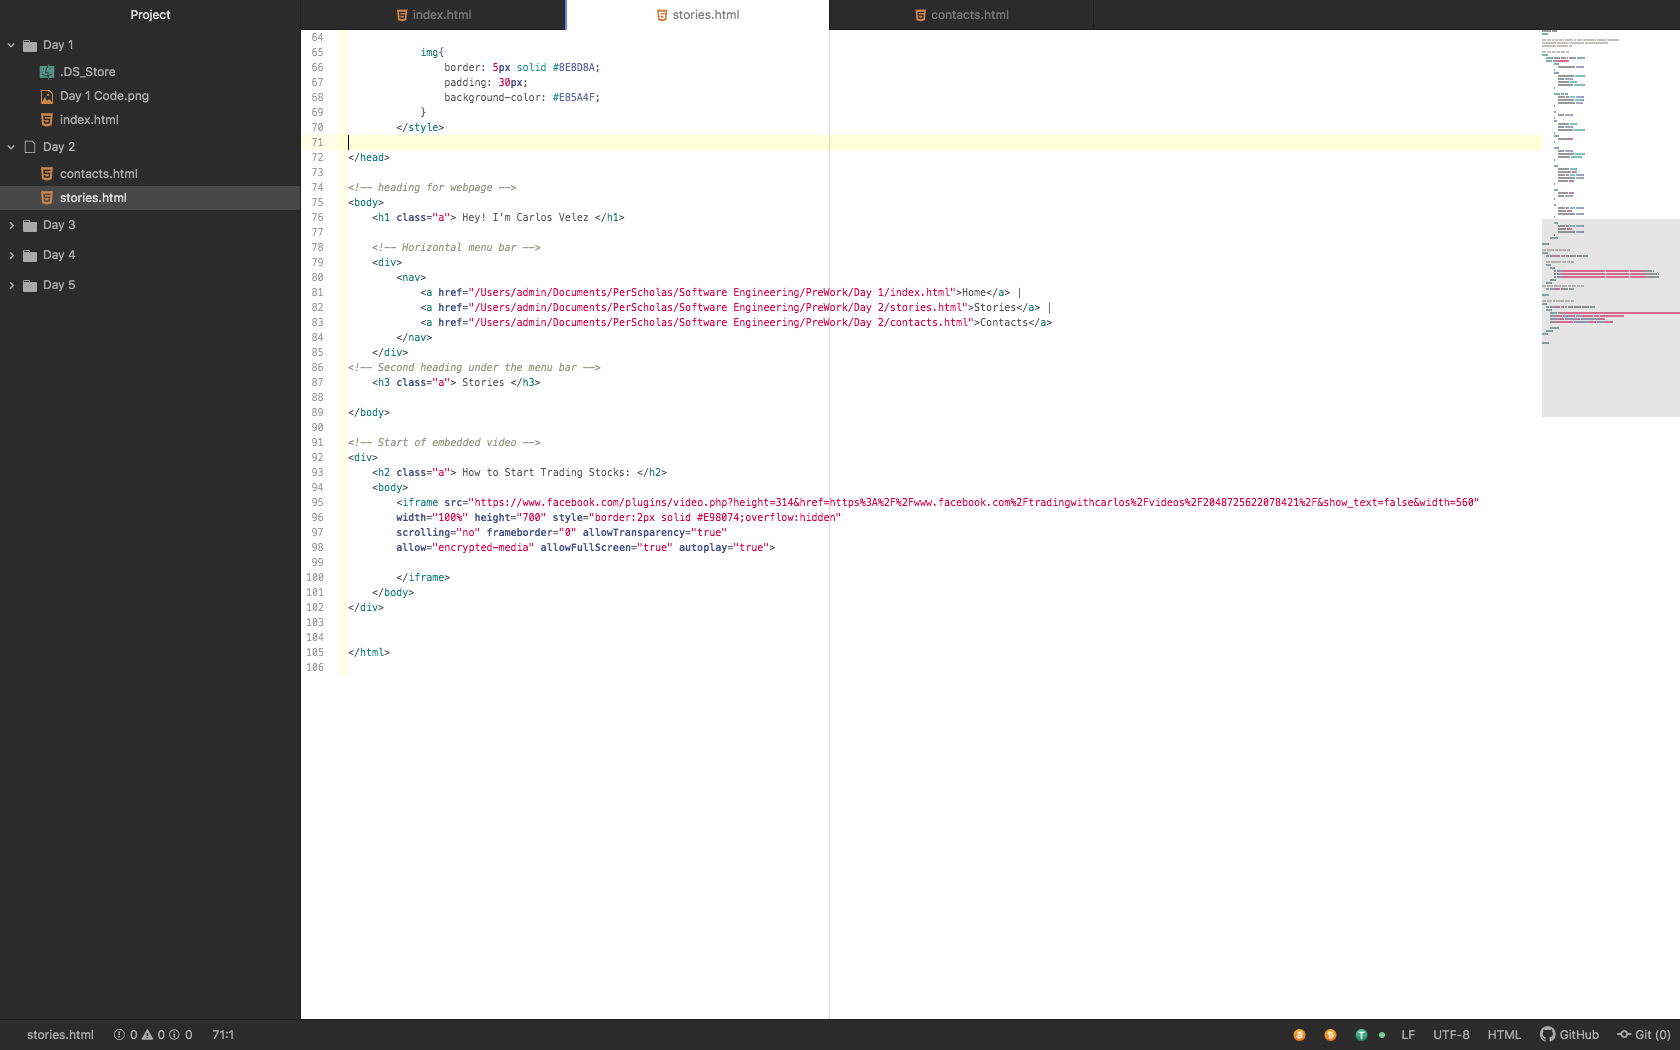 Project
index.html
stories.html
contacts.html
Day 1
.DS_Store
Day 1 Code.png
index.html
Day 2
contacts.html
stories.html
Day 3
Day 4
Day 5
64
65 img{
66 border: 5px solid #8E8D8A;
67 padding: 30px;
68 background-color: #E85A4F;
69 }
70 </style>
71
72 </head>
73
74 <!-- heading for webpage -->
75 <body>
76 <h1 class="a"> Hey! I'm Carlos Velez </h1>
77
78 <!-- Horizontal menu bar -->
79 <div>
80 <nav>
81 <a href="/Users/admin/Documents/PerScholas/Software Engineering/PreWork/Day 1/index.html">Home</a> |
82 <a href="/Users/admin/Documents/PerScholas/Software Engineering/PreWork/Day 2/stories.html">Stories</a> |
83 <a href="/Users/admin/Documents/PerScholas/Software Engineering/PreWork/Day 2/contacts.html">Contacts</a>
84 </nav>
85 </div>
86 <!-- Second heading under the menu bar -->
87 <h3 class="a"> Stories </h3>
88
89 </body>
90
91 <!-- Start of embedded video -->
92 <div>
93 <h2 class="a"> How to Start Trading Stocks: </h2>
94 <body>
95 <iframe src="https://www.facebook.com/plugins/video.php?height=314&href=https%3A%2F%2Fwww.facebook.com%2Ftradingwithcarlos%2Fvideos%2F2048725622078421%2F&show_text=false&width=560"
96 width="100%" height="700" style="border:2px solid #E98074;overflow:hidden"
97 scrolling="no" frameborder="0" allowTransparency="true"
98 allow="encrypted-media" allowFullScreen="true" autoplay="true">
99
100 </iframe>
101 </body>
102 </div>
103
104
105 </html>
106
stories.html 0 0 0 71:1
LF UTF-8 HTML GitHub Git (0)